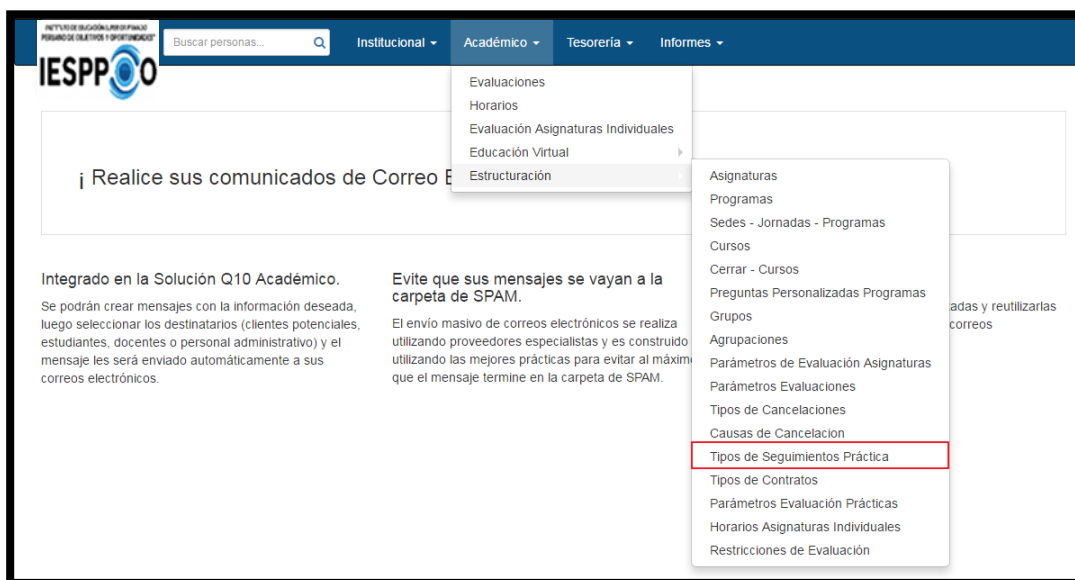 Buscar personas...
Institucional
Académico
Tesorería
Informes
IESPPOO
Evaluaciones
Horarios
Evaluación Asignaturas Individuales
Educación Virtual
Estructuración
Asignaturas
Programas
Sedes - Jornadas - Programas
Cursos
Cerrar - Cursos
Preguntas Personalizadas Programas
Grupos
Agrupaciones
Parámetros de Evaluación Asignaturas
Parámetros Evaluaciones
Tipos de Cancelaciones
Causas de Cancelacion
Tipos de Seguimientos Práctica
Tipos de Contratos
Parámetros Evaluación Prácticas
Horarios Asignaturas Individuales
Restricciones de Evaluación
¡ Realice sus comunicados de Correo E
Integrado en la Solución Q10 Académico.
Se podrán crear mensajes con la información deseada,
luego seleccionar los destinatarios (clientes potenciales,
estudiantes, docentes o personal administrativo) y el
mensaje les será enviado automáticamente a sus
correos electrónicos.
Evite que sus mensajes se vayan a la
carpeta de SPAM.
El envío masivo de correos electrónicos se realiza
utilizando proveedores especialistas y es construido
utilizando las mejores prácticas para evitar al máximo
que el mensaje termine en la carpeta de SPAM.
adas y reutilizarlas
correos